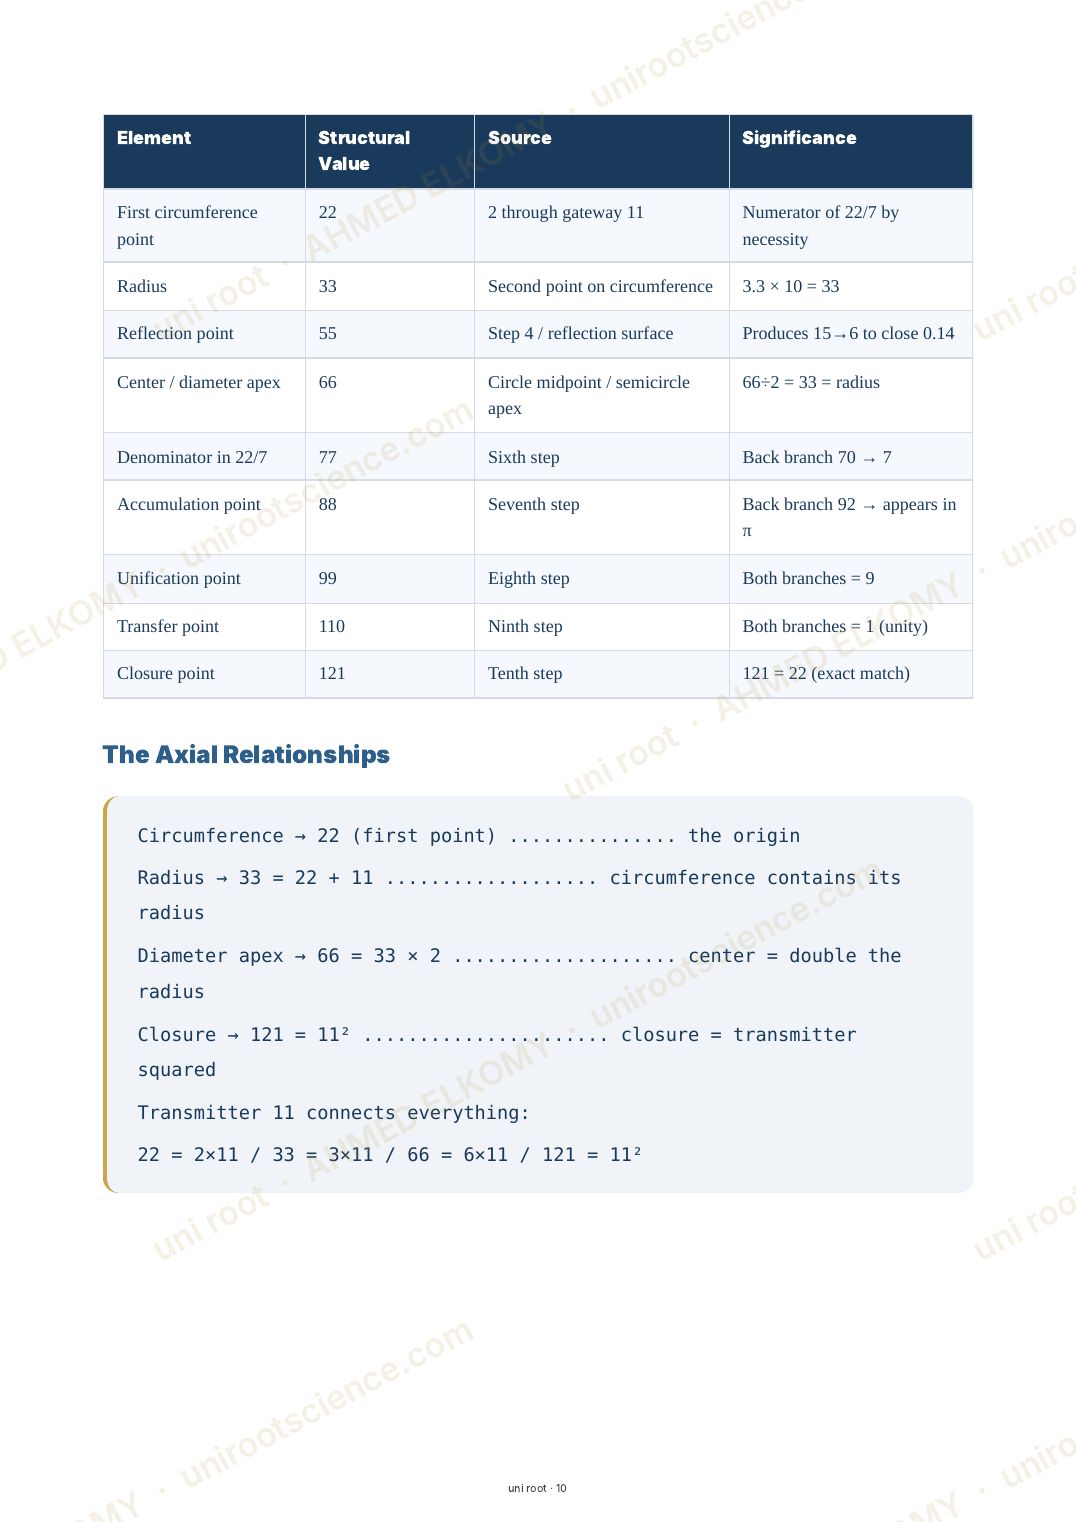 Element
Structural
Value
Source
Significance
First circumference
point
22
2 through gateway 11
Numerator of 22/7 by
necessity
Radius
33
Second point on circumference
3.3 × 10 = 33
Reflection point
55
Step 4 / reflection surface
Produces 15→6 to close 0.14
Center / diameter apex
66
Circle midpoint / semicircle
apex
66÷2 = 33 = radius
Denominator in 22/7
77
Sixth step
Back branch 70 → 7
Accumulation point
88
Seventh step
Back branch 92 → appears in
π
Unification point
99
Eighth step
Both branches = 9
Transfer point
110
Ninth step
Both branches = 1 (unity)
Closure point
121
Tenth step
121 = 22 (exact match)
The Axial Relationships
Circumference → 22 (first point) ............... the origin
Radius → 33 = 22 + 11 ................... circumference contains its
radius
Diameter apex → 66 = 33 × 2 .................... center = double the
radius
Closure → 121 = 11² ...................... closure = transmitter
squared
Transmitter 11 connects everything:
22 = 2×11 / 33 = 3×11 / 66 = 6×11 / 121 = 11²
uni root · 10
uni root · AHMED ELKOMY · unirootscience.com